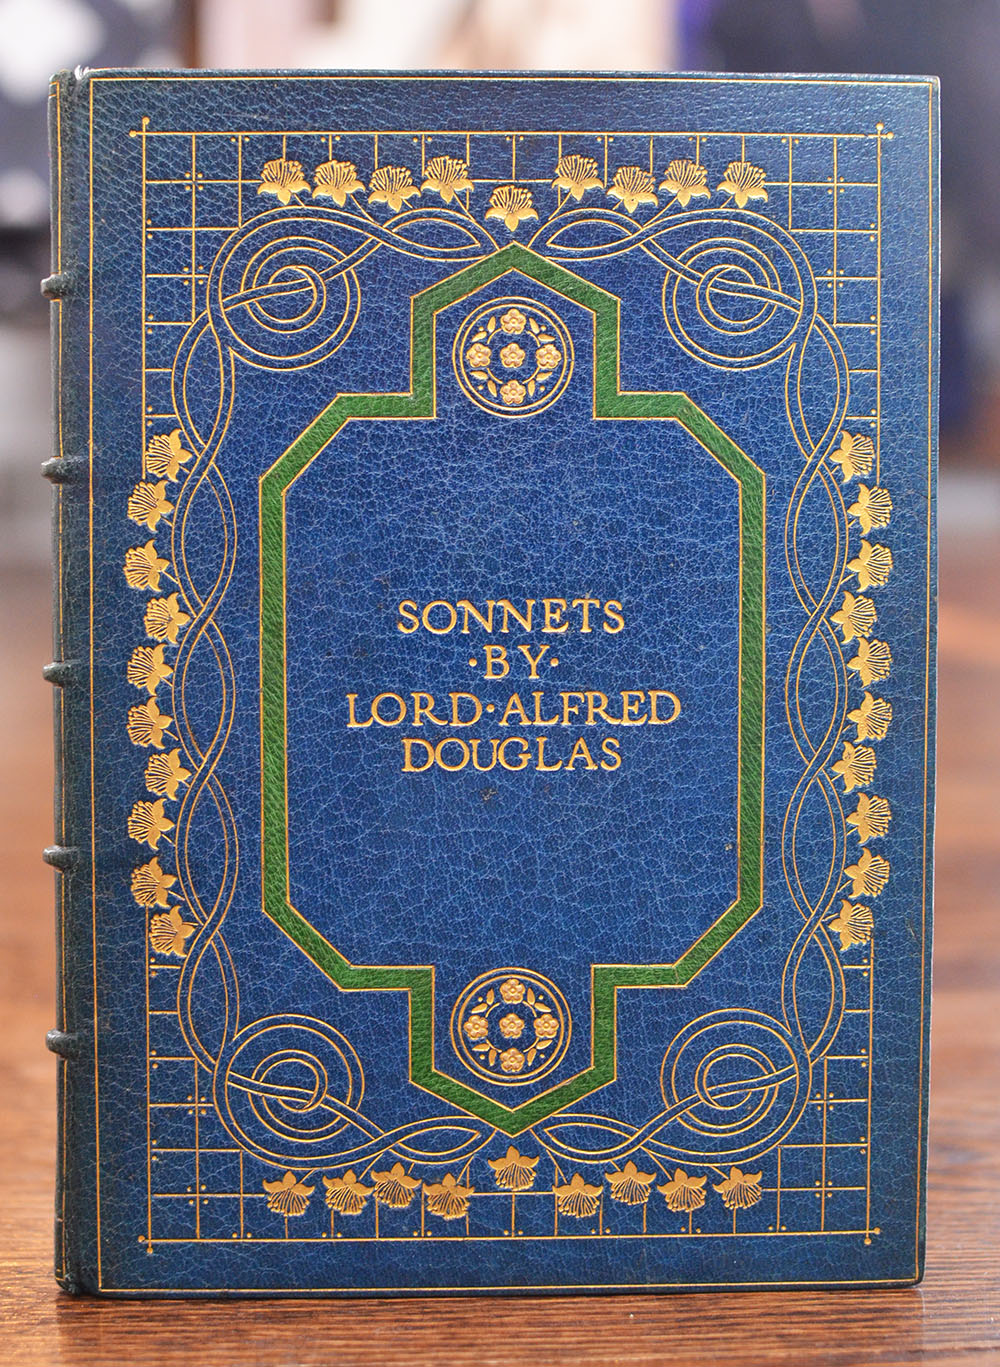 SONNETS
·BY·
LORD·ALFRED
DOUGLAS